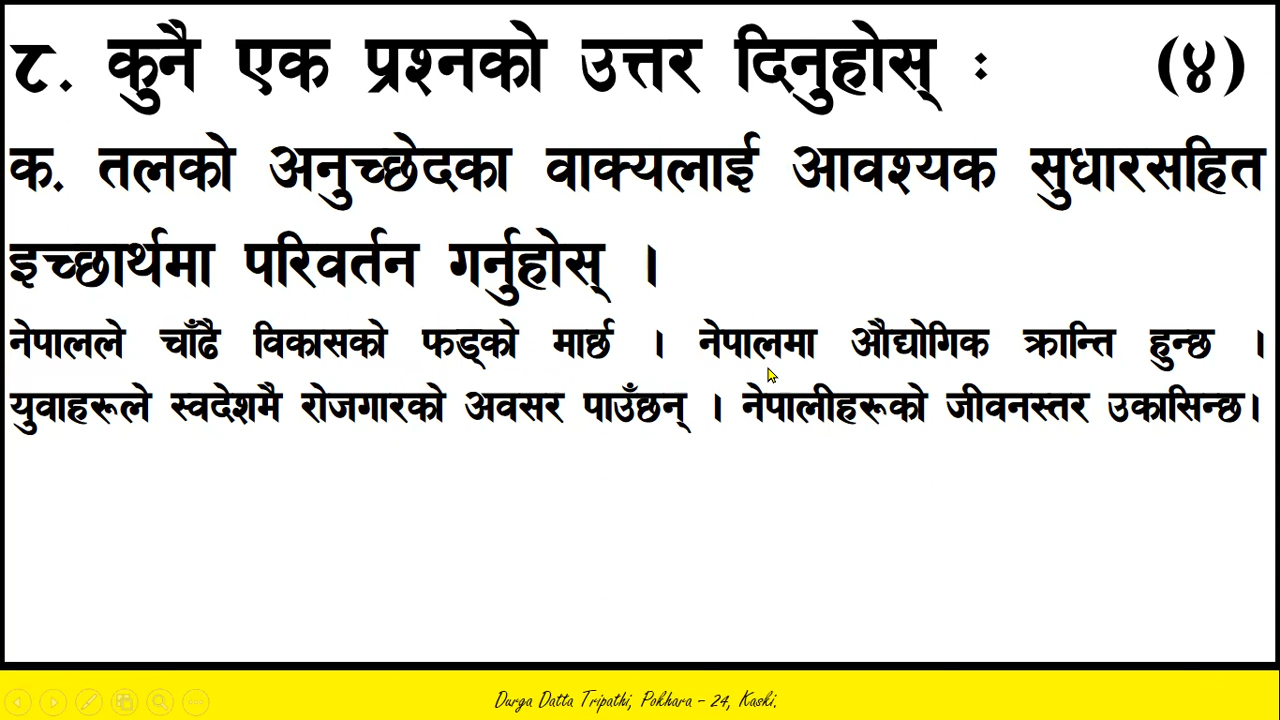 ८. कुनै एक प्रश्नको उत्तर दिनुहोस् : (४)
क. तलको अनुच्छेदका वाक्यलाई आवश्यक सुधारसहित
इच्छार्थमा परिवर्तन गर्नुहोस् ।
नेपालले चाँढै विकासको फड्को मार्छ । नेपालमा औद्योगिक क्रान्ति हुन्छ ।
युवाहरूले स्वदेशमै रोजगारको अवसर पाउँछन् । नेपालीहरूको जीवनस्तर उकासिन्छ।
Durga Datta Tripathi, Pokhara - 24, Kaski.